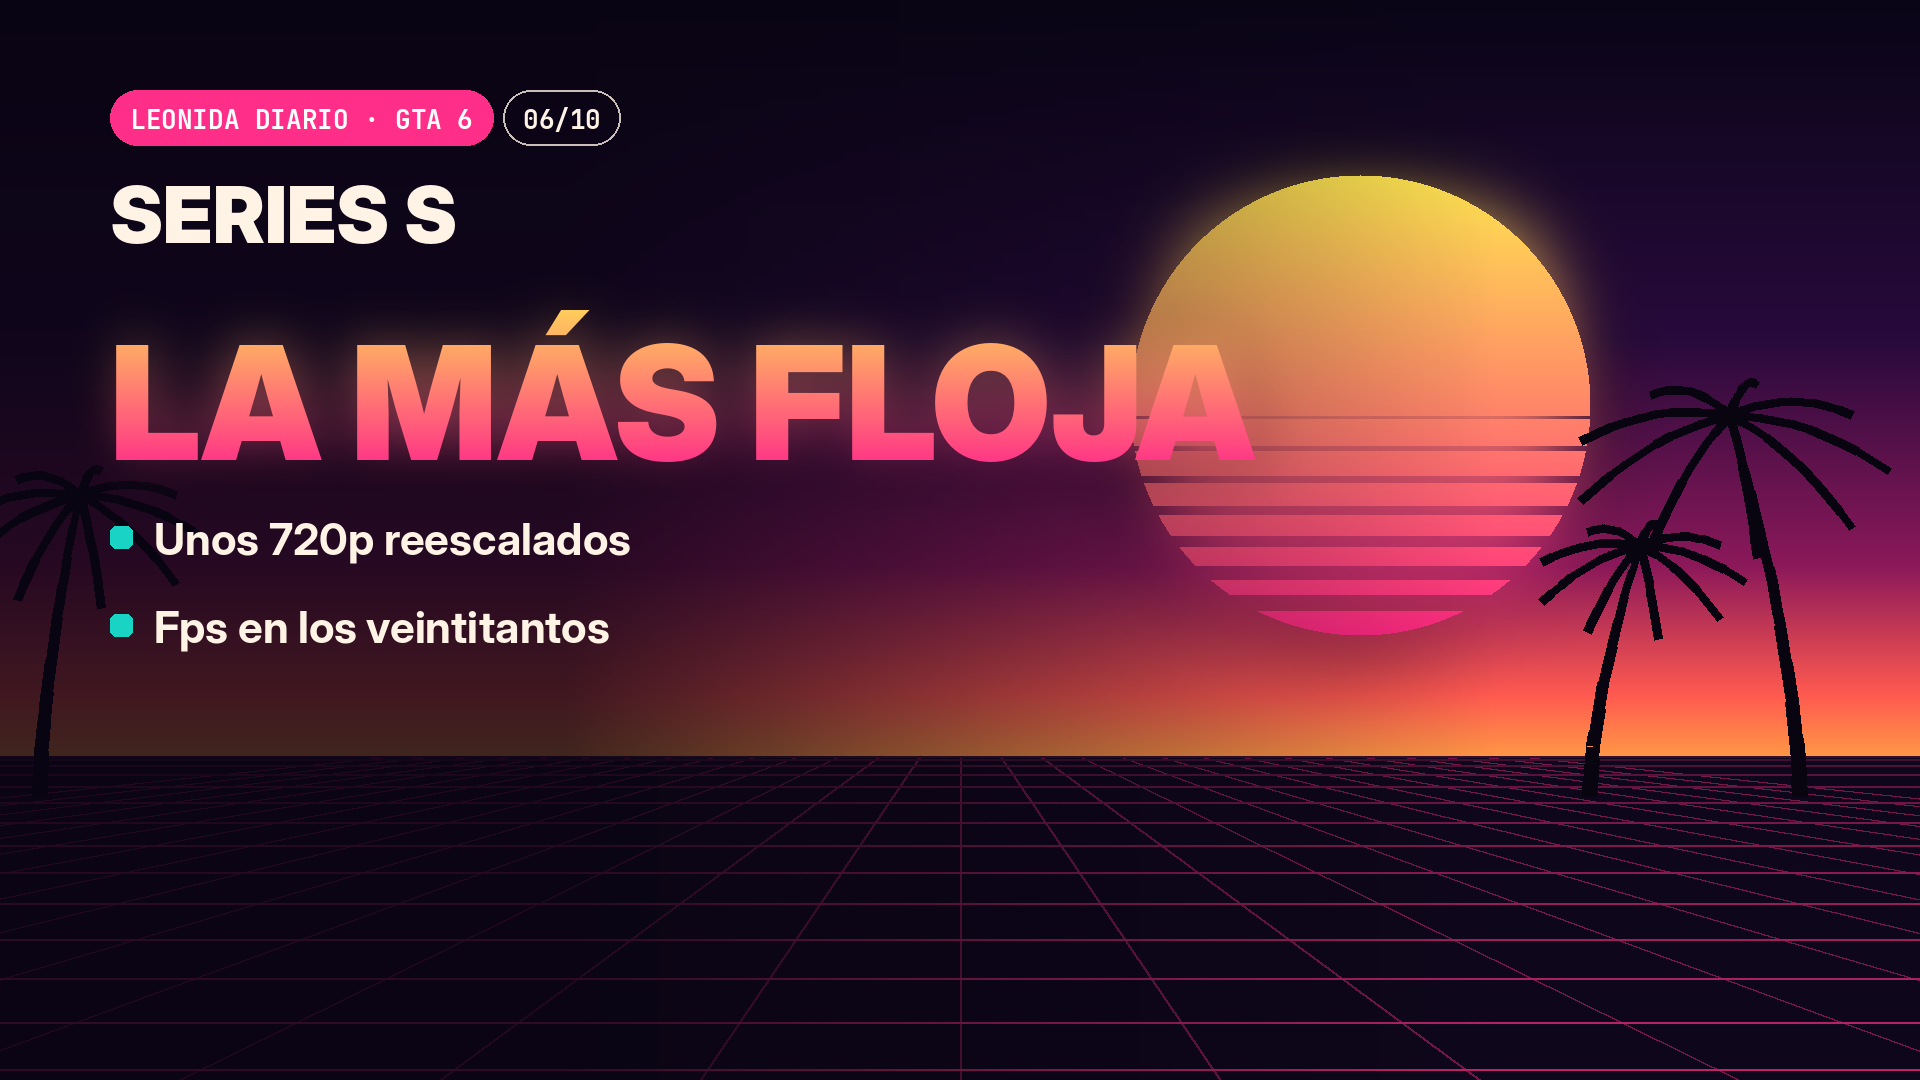 LEONIDA DIARIO · GTA 6
06/10
SERIES S
LA MÁS FLOJA
Unos 720p reescalados
Fps en los veintitantos